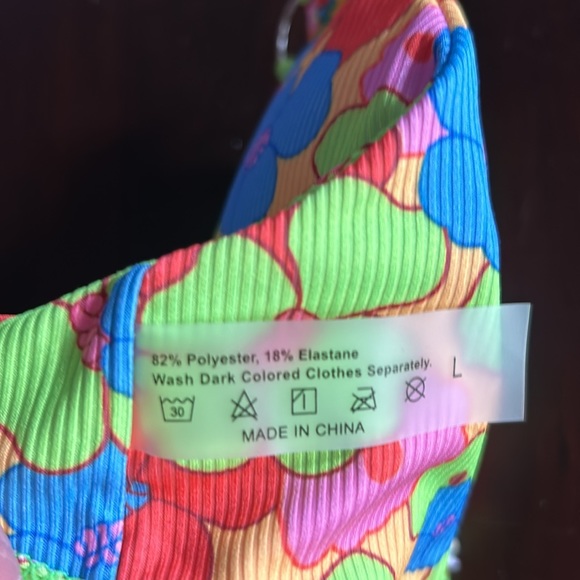 82% Polyester, 18% Elastane
Wash Dark Colored Clothes Separately.
L
30
MADE IN CHINA